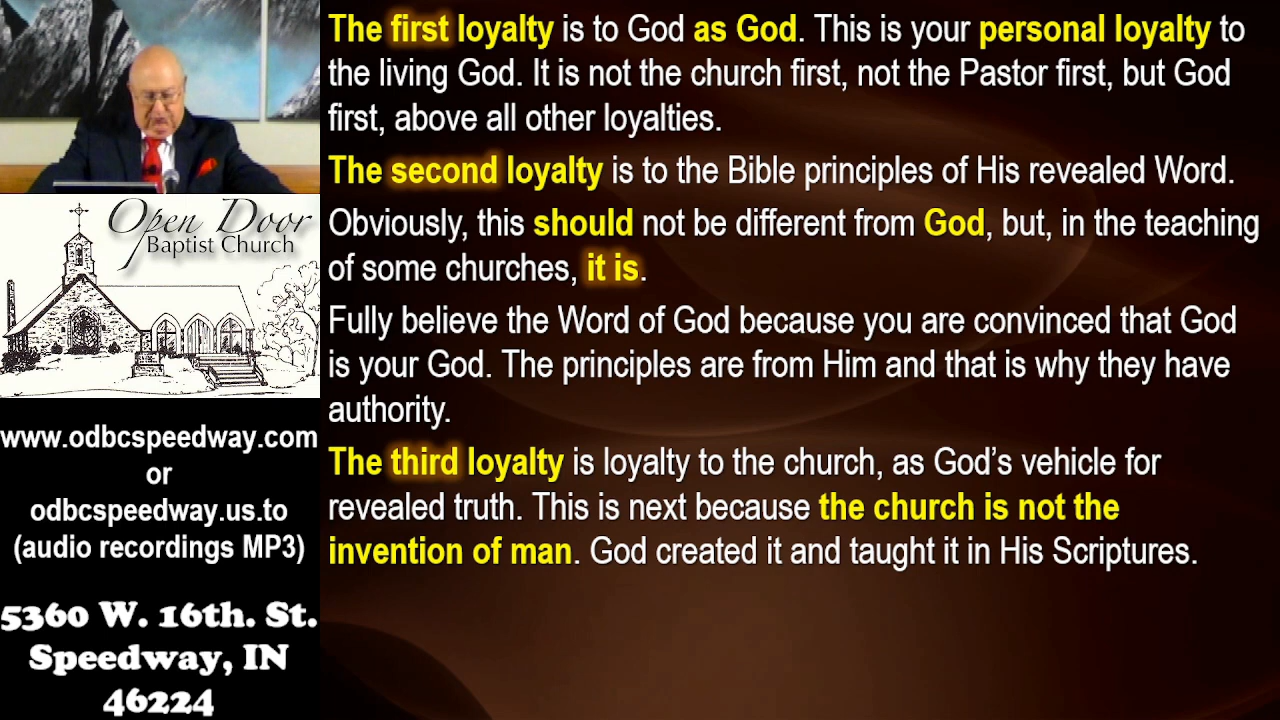 The first loyalty is to God as God. This is your personal loyalty to
the living God. It is not the church first, not the Pastor first, but God
first, above all other loyalties.
The second loyalty is to the Bible principles of His revealed Word.
Obviously, this should not be different from God, but, in the teaching
of some churches, it is.
Fully believe the Word of God because you are convinced that God
is your God. The principles are from Him and that is why they have
authority.
The third loyalty is loyalty to the church, as God’s vehicle for
revealed truth. This is next because the church is not the
invention of man. God created it and taught it in His Scriptures.
Open Door
Baptist Church
www.odbcspeedway.com
or
odbcspeedway.us.to
(audio recordings MP3)
5360 W. 16th. St.
Speedway, IN
46224